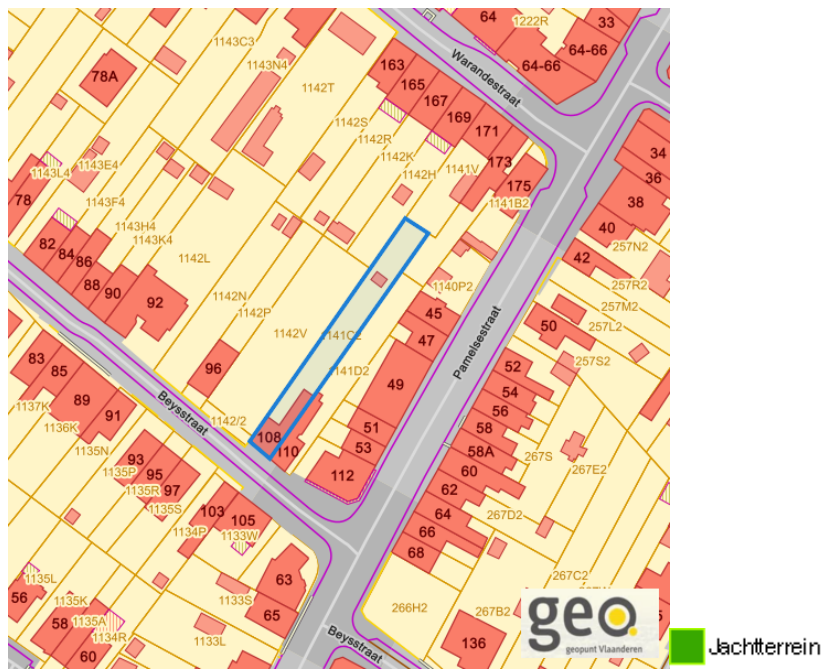 64
1222R
33
64-66
64-66
1143C3
1143N4
78A
1142T
163
165
167
169
171
173
175
Warandestraat
1142S
1142R
1142K
1142H
1141V
1141B2
34
36
38
40
42
257N2
257R2
257M2
257L2
257S2
1143L4
1143E4
78
1143F4
1143H4
1143K4
82
84
86
88
90
92
1142L
1142N
1142P
1142V
1141C2
1141D2
1140P2
45
47
49
51
53
112
Pamelsestraat
50
52
54
56
58
58A
60
62
64
66
68
267S
267E2
267D2
267C2
267B2
266H2
136
96
1142/2
108
110
Beysstraat
83
85
89
91
1137K
1136K
1135N
93
95
97
1135P
1135R
1135S
103
105
1134P
1133W
63
65
1133S
1133L
1135L
56
1135K
58
1135A
1134R
60
Beysstraat
geo
geopunt Vlaanderen
Jachtterrein